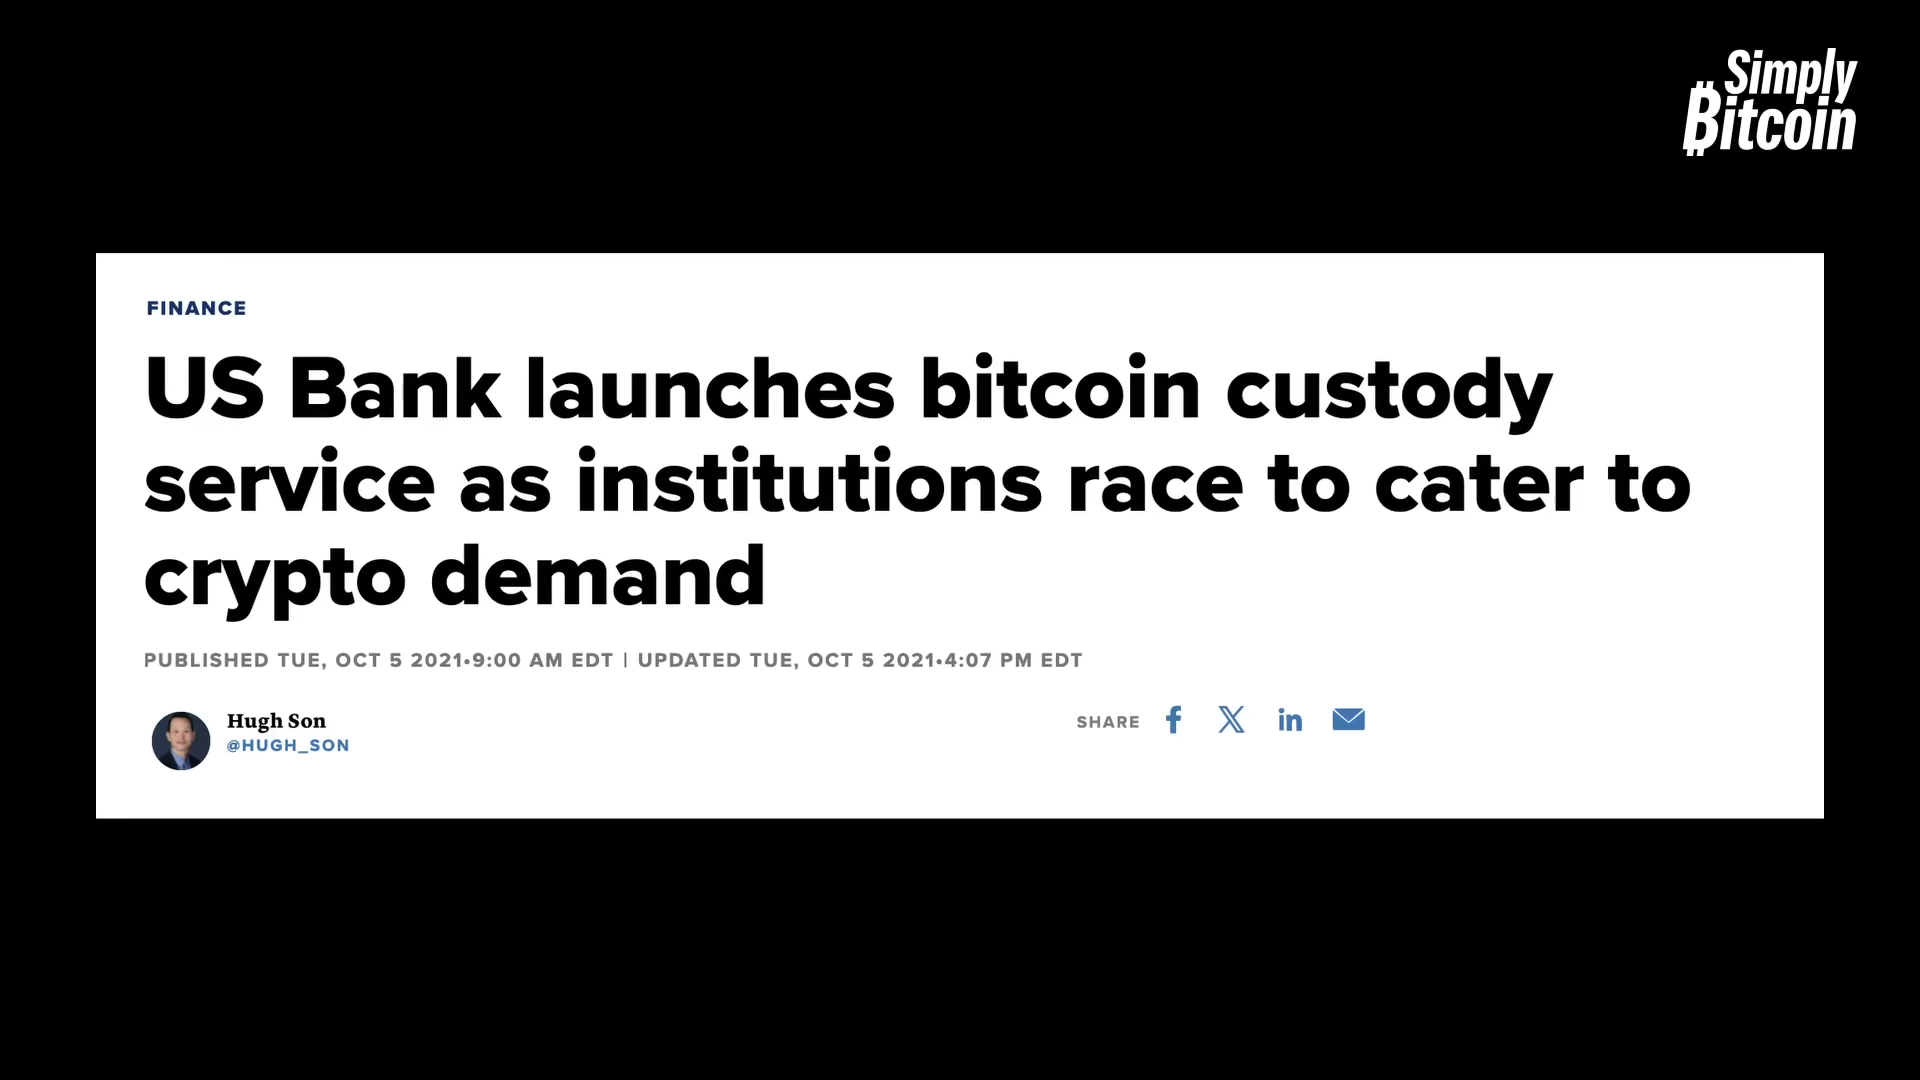 Simply
Bitcoin
FINANCE
US Bank launches bitcoin custody
service as institutions race to cater to
crypto demand
PUBLISHED TUE, OCT 5 2021•9:00 AM EDT | UPDATED TUE, OCT 5 2021•4:07 PM EDT
Hugh Son
@HUGH_SON
SHARE